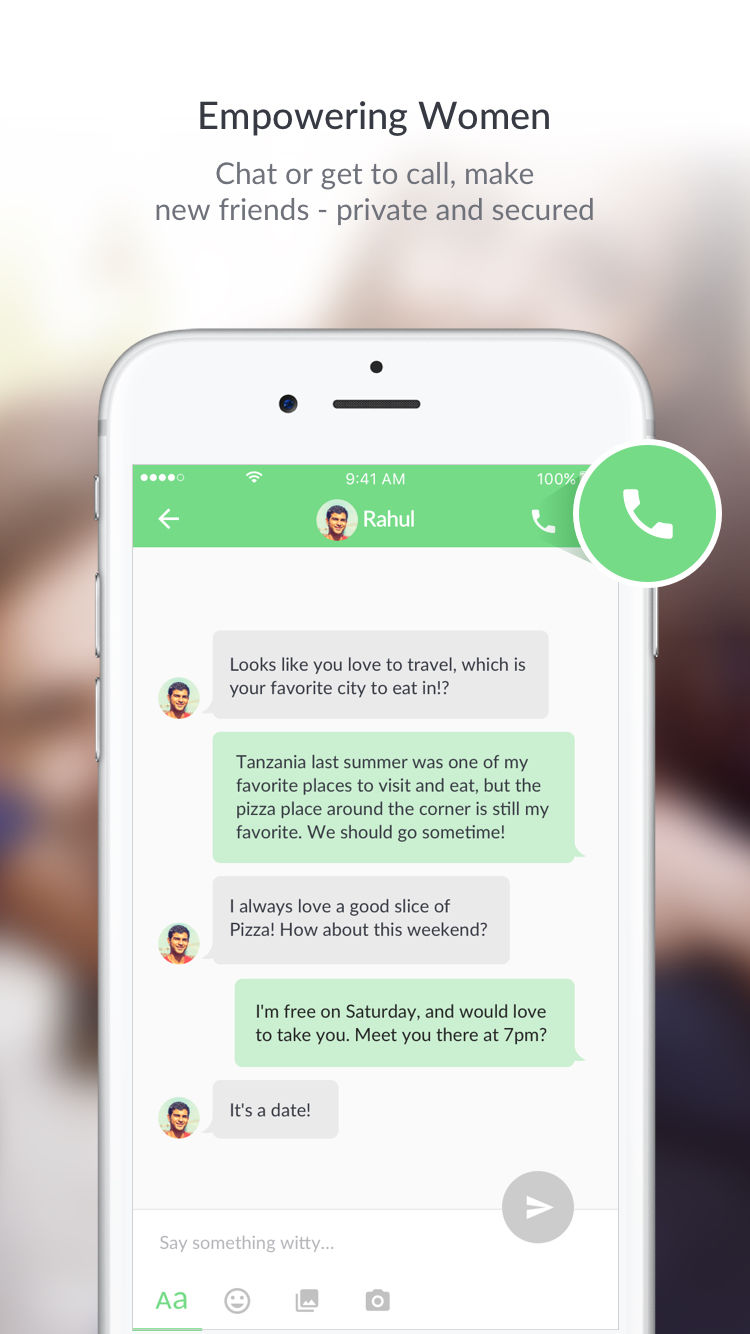 Empowering Women
Chat or get to call, make
new friends - private and secured
9:41 AM
100%
Rahul
Looks like you love to travel, which is
your favorite city to eat in!?
Tanzania last summer was one of my
favorite places to visit and eat, but the
pizza place around the corner is still my
favorite. We should go sometime!
I always love a good slice of
Pizza! How about this weekend?
I'm free on Saturday, and would love
to take you. Meet you there at 7pm?
It's a date!
Say something witty...
Aa